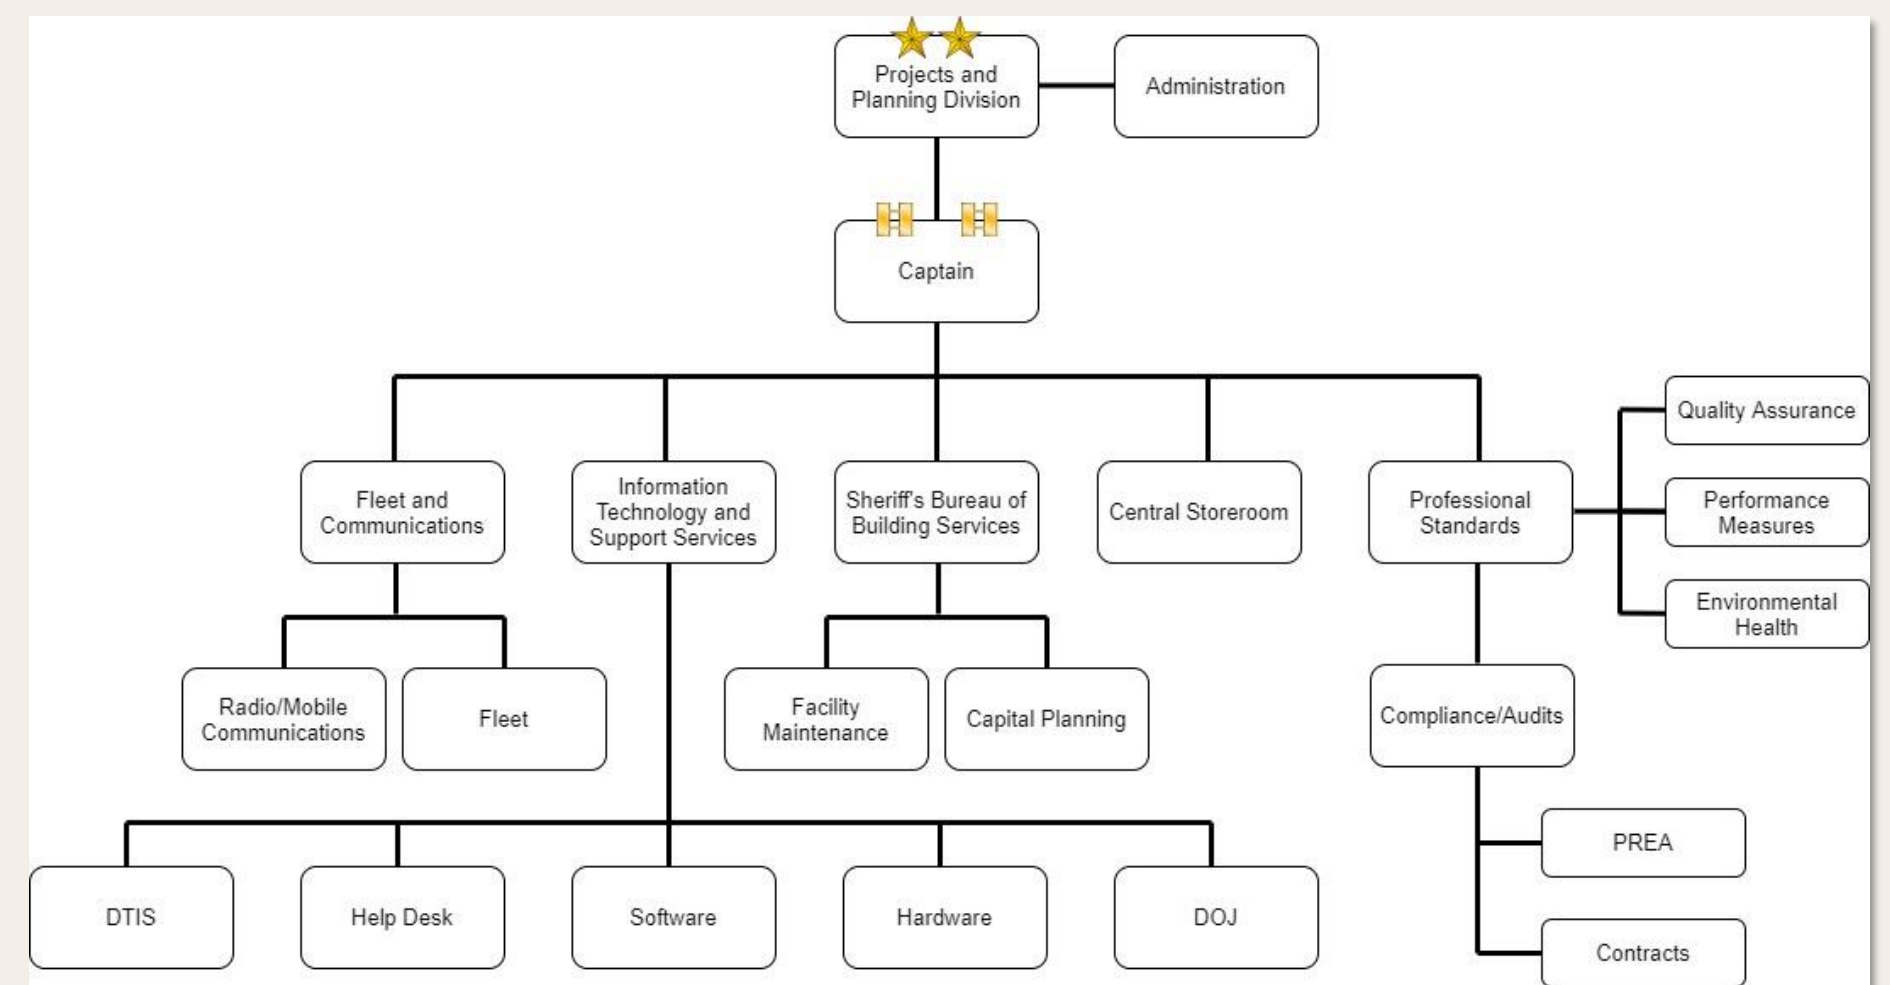 Projects and
Planning Division
Administration
Captain
Quality Assurance
Performance
Measures
Environmental
Health
Fleet and
Communications
Information
Technology and
Support Services
Sheriff's Bureau of
Building Services
Central Storeroom
Professional
Standards
Radio/Mobile
Communications
Fleet
Facility
Maintenance
Capital Planning
Compliance/Audits
PREA
Contracts
DTIS
Help Desk
Software
Hardware
DOJ